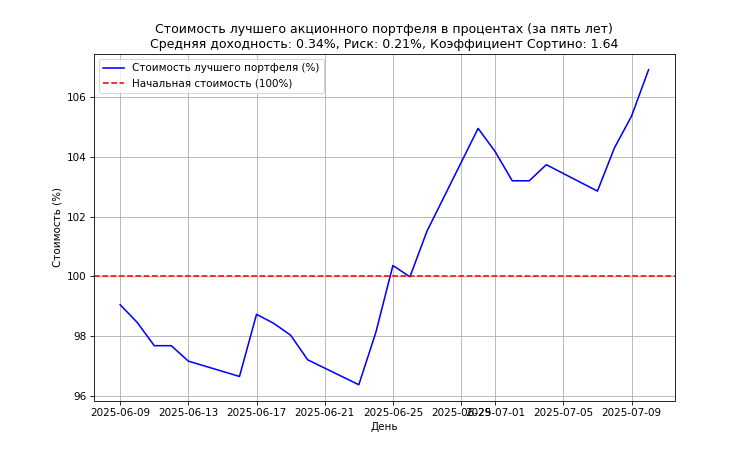 Стоимость лучшего акционного портфеля в процентах (за пять лет)
Средняя доходность: 0.34%, Риск: 0.21%, Коэффициент Сортино: 1.64
Стоимость лучшего портфеля (%)
Начальная стоимость (100%)
106
104
102
100
98
96
Стоимость (%)
2025-06-09 2025-06-13 2025-06-17 2025-06-21 2025-06-25 2025-06-29 2025-07-01 2025-07-05 2025-07-09
День